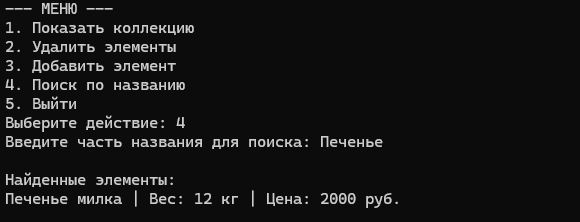 --- МЕНЮ ---
1. Показать коллекцию
2. Удалить элементы
3. Добавить элемент
4. Поиск по названию
5. Выйти
Выберите действие: 4
Введите часть названия для поиска: Печенье
Найденные элементы:
Печенье милка | Вес: 12 кг | Цена: 2000 руб.